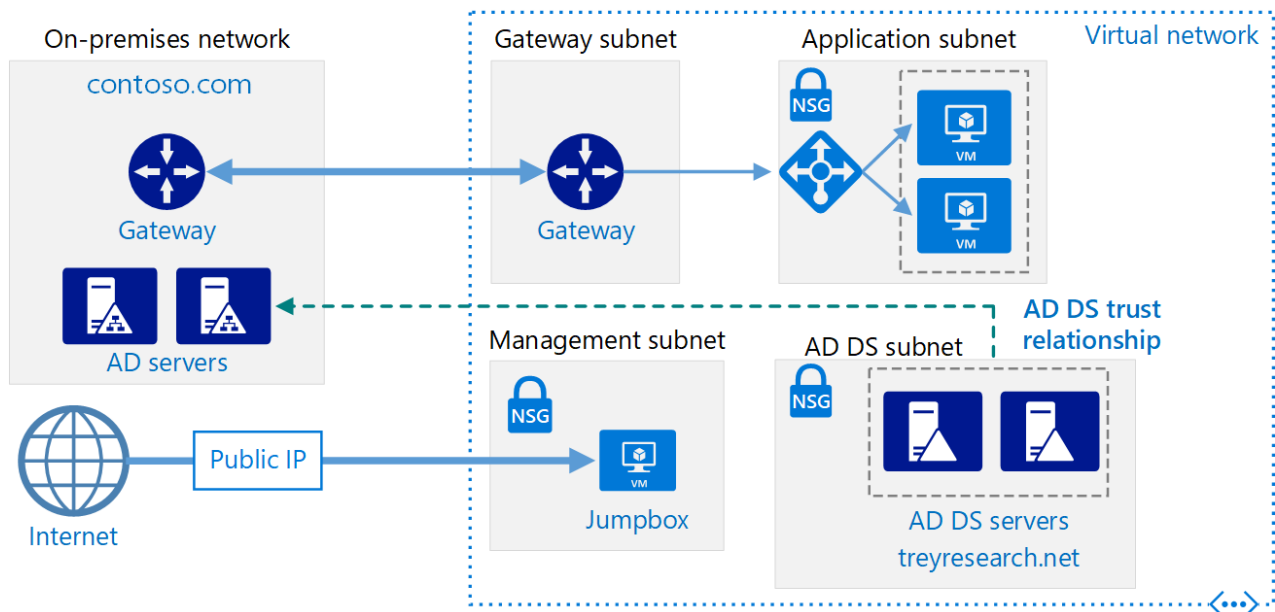 On-premises network
contoso.com
Gateway
AD servers
Internet
Public IP
Virtual network
Gateway subnet
Gateway
Application subnet
NSG
VM
VM
AD DS trust
relationship
Management subnet
NSG
VM
Jumpbox
AD DS subnet
NSG
AD DS servers
treyresearch.net